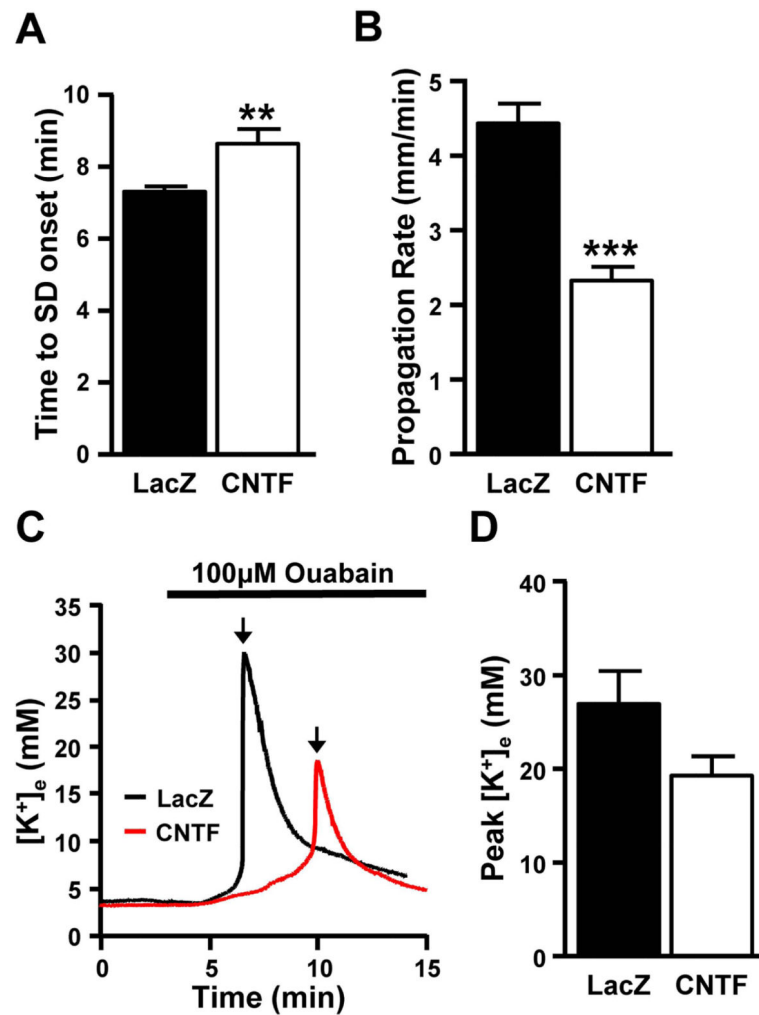 A
Time to SD onset (min)
10
8
6
4
2
0
**
LacZ CNTF
B
Propagation Rate (mm/min)
5
4
3
2
1
0
***
LacZ CNTF
C
100µM Ouabain
[K⁺]ₑ (mM)
35
30
25
20
15
10
5
0
LacZ
CNTF
0 5 10 15
Time (min)
D
Peak [K⁺]ₑ (mM)
40
30
20
10
0
LacZ CNTF